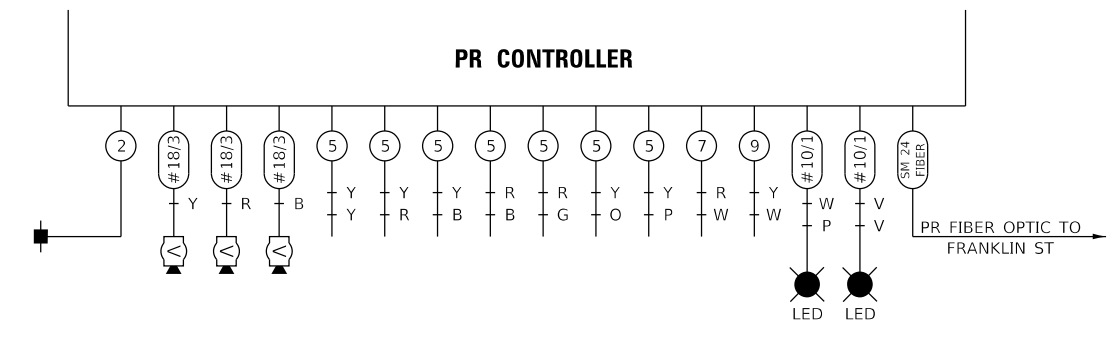 PR CONTROLLER
2 #18/3 #18/3 #18/3 5 5 5 5 5 5 5 7 9 #10/1 #10/1 SM 24
FIBER
Y Y Y R R Y Y R Y
Y R B W V
Y R B B G O P W W P V
PR FIBER OPTIC TO
FRANKLIN ST
V V V
LED LED